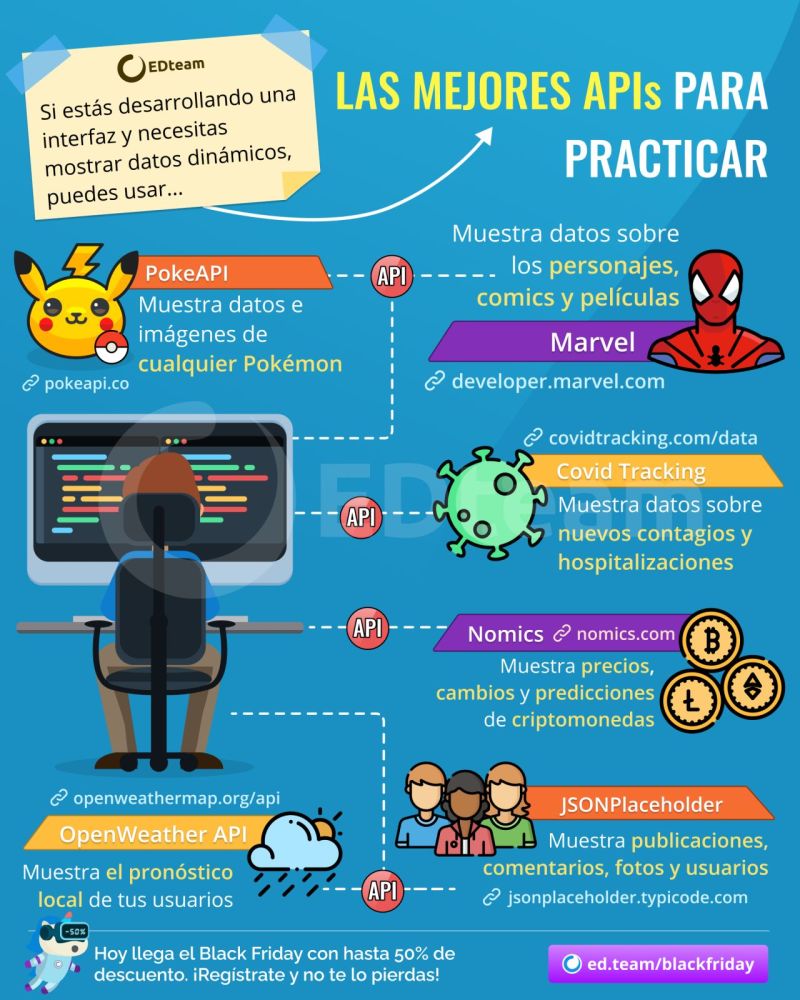 EDteam
Si estás desarrollando una
interfaz y necesitas
mostrar datos dinámicos,
puedes usar...
LAS MEJORES APIs PARA
PRACTICAR
PokeAPI
Muestra datos e
imágenes de
cualquier Pokémon
pokeapi.co
API
Muestra datos sobre
los personajes,
comics y películas
Marvel
developer.marvel.com
covidtracking.com/data
Covid Tracking
Muestra datos sobre
nuevos contagios y
hospitalizaciones
API
EDteam
API
Nomics nomics.com
Muestra precios,
cambios y predicciones
de criptomonedas
openweathermap.org/api
OpenWeather API
Muestra el pronóstico
local de tus usuarios
API
JSONPlaceholder
Muestra publicaciones,
comentarios, fotos y usuarios
jsonplaceholder.typicode.com
-50%
Hoy llega el Black Friday con hasta 50% de
descuento. ¡Regístrate y no te lo pierdas!
ed.team/blackfriday